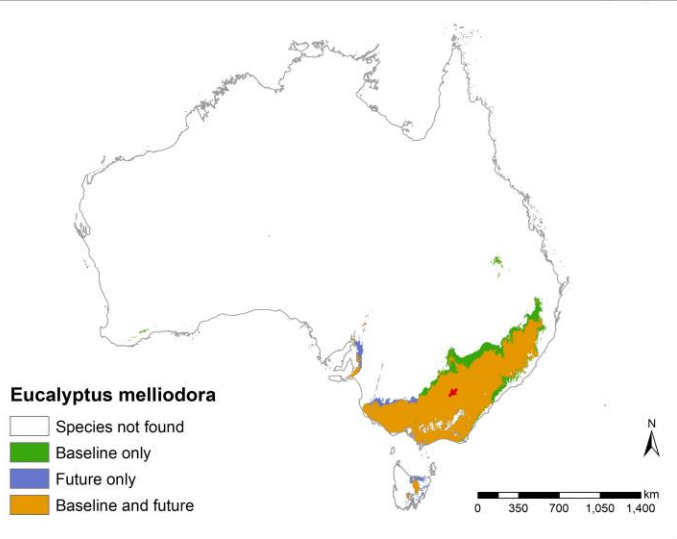 Eucalyptus melliodora
Species not found
Baseline only
Future only
Baseline and future
N
km
0 350 700 1,050 1,400